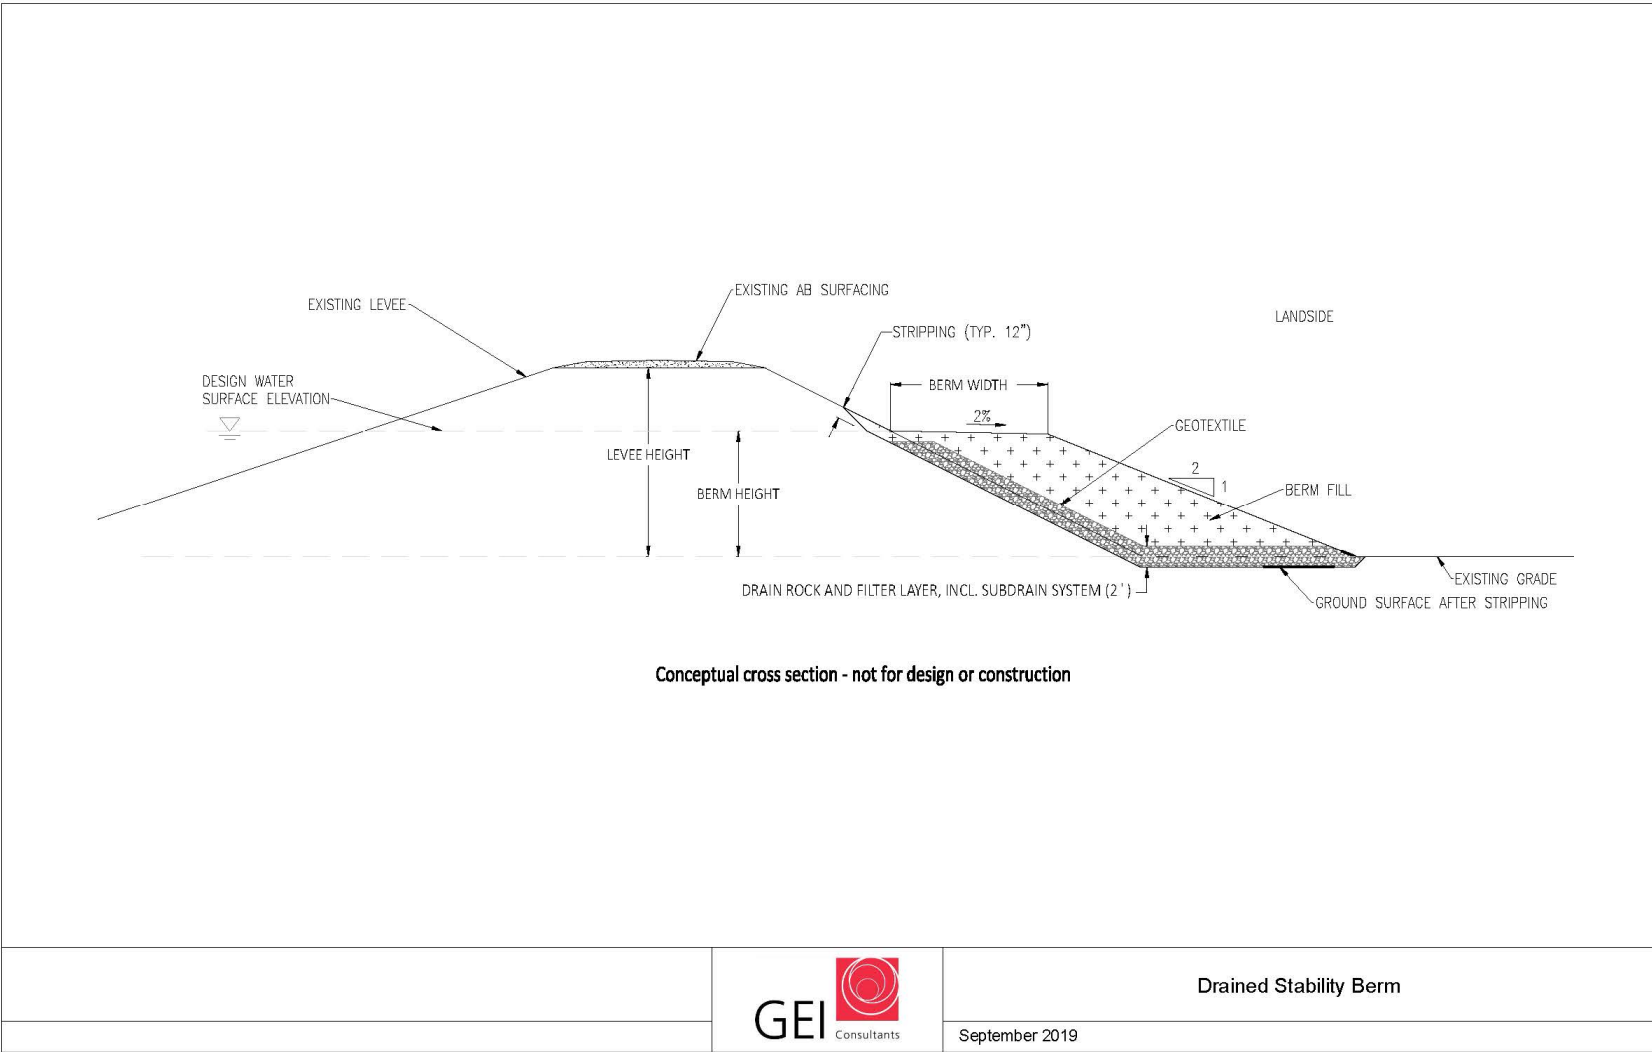 EXISTING AB SURFACING
EXISTING LEVEE
LANDSIDE
STRIPPING (TYP. 12")
DESIGN WATER
SURFACE ELEVATION
BERM WIDTH
2%
GEOTEXTILE
LEVEE HEIGHT
2
1
BERM HEIGHT
BERM FILL
DRAIN ROCK AND FILTER LAYER, INCL. SUBDRAIN SYSTEM (2')
EXISTING GRADE
GROUND SURFACE AFTER STRIPPING
Conceptual cross section - not for design or construction
GEI
Consultants
Drained Stability Berm
September 2019